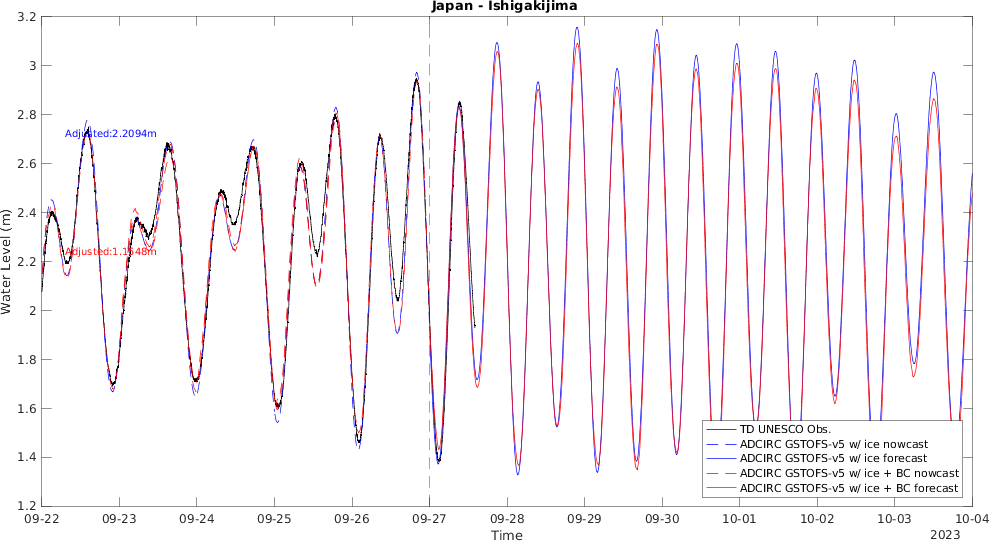 Japan - Ishigakijima
3.2
3
2.8
2.6
2.4
2.2
2
1.8
1.6
1.4
1.2
Water Level (m)
Adjusted:2.2094m
Adjusted:1.1648m
TD UNESCO Obs.
ADCIRC GSTOFS-v5 w/ ice nowcast
ADCIRC GSTOFS-v5 w/ ice forecast
ADCIRC GSTOFS-v5 w/ ice + BC nowcast
ADCIRC GSTOFS-v5 w/ ice + BC forecast
09-22 09-23 09-24 09-25 09-26 09-27 09-28 09-29 09-30 10-01 10-02 10-03 10-04
Time
2023